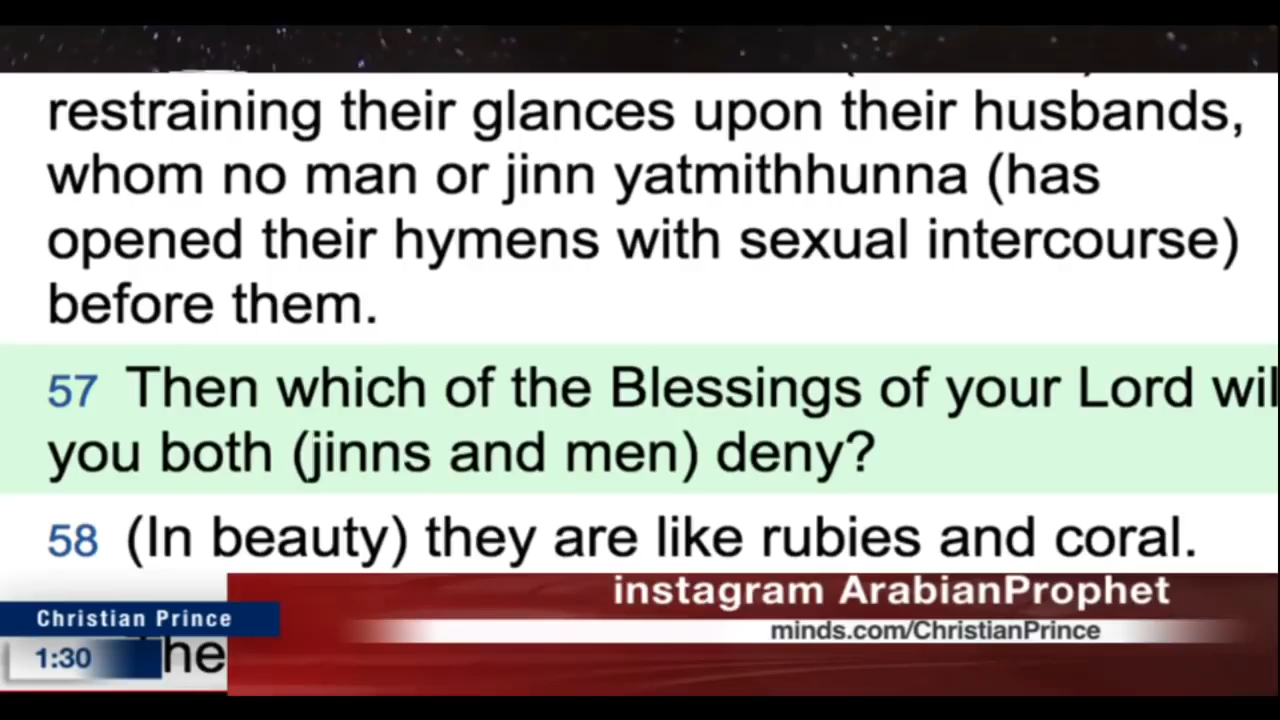 restraining their glances upon their husbands,
whom no man or jinn yatmithhunna (has
opened their hymens with sexual intercourse)
before them.
57 Then which of the Blessings of your Lord wil
you both (jinns and men) deny?
58 (In beauty) they are like rubies and coral.
instagram ArabianProphet
Christian Prince
minds.com/ChristianPrince
1:30
he